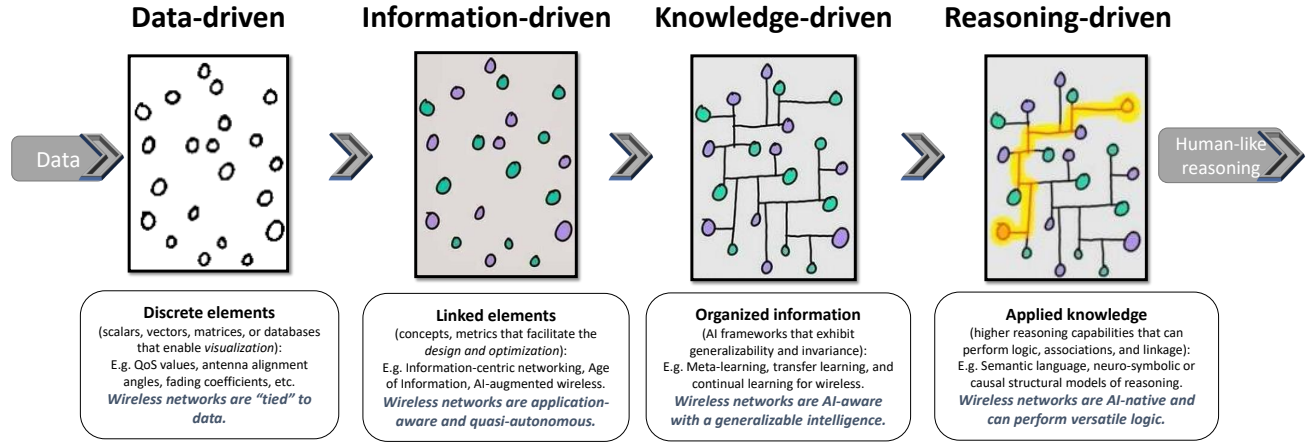 Data-driven
Information-driven
Knowledge-driven
Reasoning-driven
Data
Human-like
reasoning
Discrete elements
(scalars, vectors, matrices, or databases
that enable visualization):
E.g. QoS values, antenna alignment
angles, fading coefficients, etc.
Wireless networks are “tied” to
data.
Linked elements
(concepts, metrics that facilitate the
design and optimization):
E.g. Information-centric networking, Age
of Information, AI-augmented wireless.
Wireless networks are application-
aware and quasi-autonomous.
Organized information
(AI frameworks that exhibit
generalizability and invariance):
E.g. Meta-learning, transfer learning, and
continual learning for wireless.
Wireless networks are AI-aware
with a generalizable intelligence.
Applied knowledge
(higher reasoning capabilities that can
perform logic, associations, and linkage):
E.g. Semantic language, neuro-symbolic or
causal structural models of reasoning.
Wireless networks are AI-native and
can perform versatile logic.